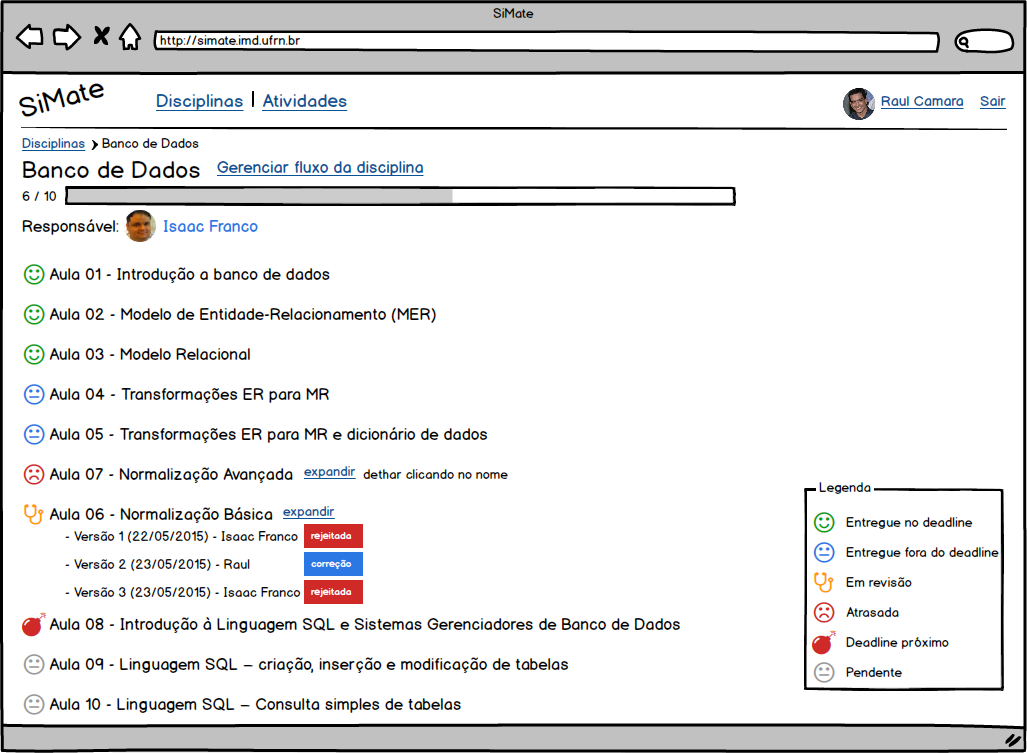 SiMate
http://simate.imd.ufrn.br
SiMate
Disciplinas | Atividades
Raul Camara Sair
Disciplinas > Banco de Dados
Banco de Dados Gerenciar fluxo da disciplina
6 / 10
Responsável: Isaac Franco
Aula 01 - Introdução a banco de dados
Aula 02 - Modelo de Entidade-Relacionamento (MER)
Aula 03 - Modelo Relacional
Aula 04 - Transformações ER para MR
Aula 05 - Transformações ER para MR e dicionário de dados
Aula 07 - Normalização Avançada expandir dethar clicando no nome
Aula 06 - Normalização Básica expandir
- Versão 1 (22/05/2015) - Isaac Franco rejeitada
- Versão 2 (23/05/2015) - Raul correção
- Versão 3 (23/05/2015) - Isaac Franco rejeitada
Aula 08 - Introdução à Linguagem SQL e Sistemas Gerenciadores de Banco de Dados
Aula 09 - Linguagem SQL – criação, inserção e modificação de tabelas
Aula 10 - Linguagem SQL – Consulta simples de tabelas
Legenda
Entregue no deadline
Entregue fora do deadline
Em revisão
Atrasada
Deadline próximo
Pendente